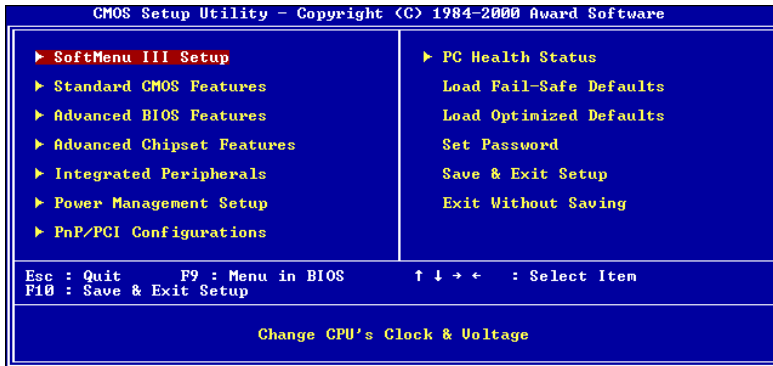 CMOS Setup Utility - Copyright (C) 1984-2000 Award Software
► SoftMenu III Setup
► Standard CMOS Features
► Advanced BIOS Features
► Advanced Chipset Features
► Integrated Peripherals
► Power Management Setup
► PnP/PCI Configurations
► PC Health Status
Load Fail-Safe Defaults
Load Optimized Defaults
Set Password
Save & Exit Setup
Exit Without Saving
Esc : Quit F9 : Menu in BIOS ↑ ↓ → ← : Select Item
F10 : Save & Exit Setup
Change CPU's Clock & Voltage